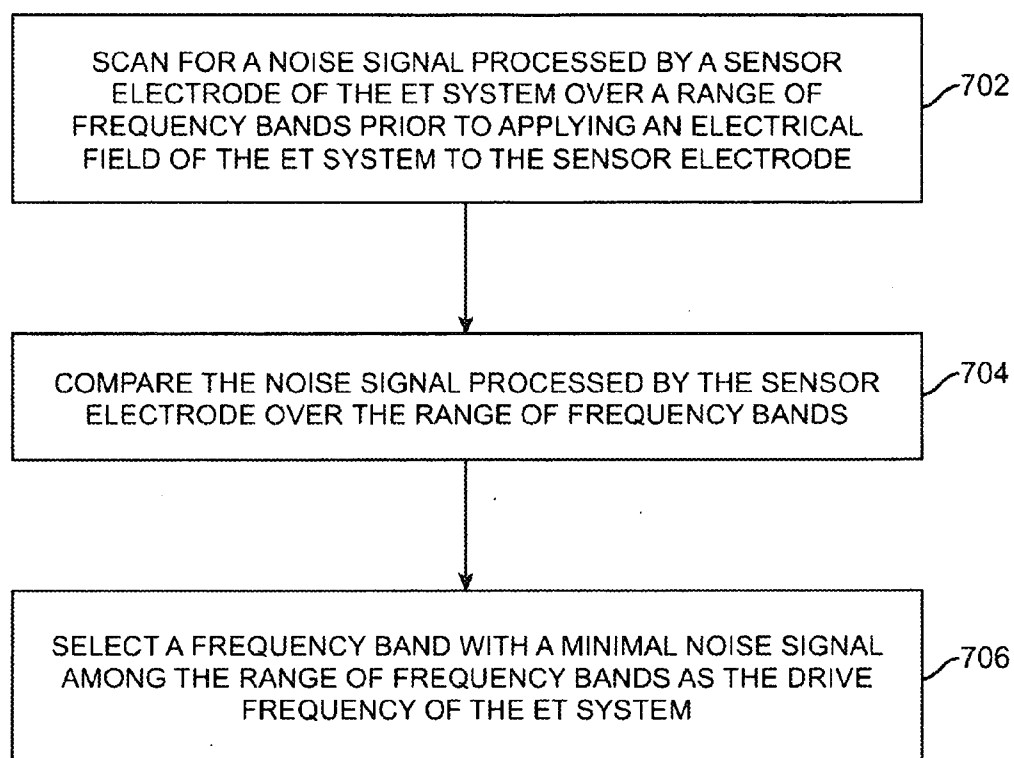 SCAN FOR A NOISE SIGNAL PROCESSED BY A SENSOR
ELECTRODE OF THE ET SYSTEM OVER A RANGE OF
FREQUENCY BANDS PRIOR TO APPLYING AN ELECTRICAL
FIELD OF THE ET SYSTEM TO THE SENSOR ELECTRODE
702
COMPARE THE NOISE SIGNAL PROCESSED BY THE SENSOR
ELECTRODE OVER THE RANGE OF FREQUENCY BANDS
704
SELECT A FREQUENCY BAND WITH A MINIMAL NOISE SIGNAL
AMONG THE RANGE OF FREQUENCY BANDS AS THE DRIVE
FREQUENCY OF THE ET SYSTEM
706